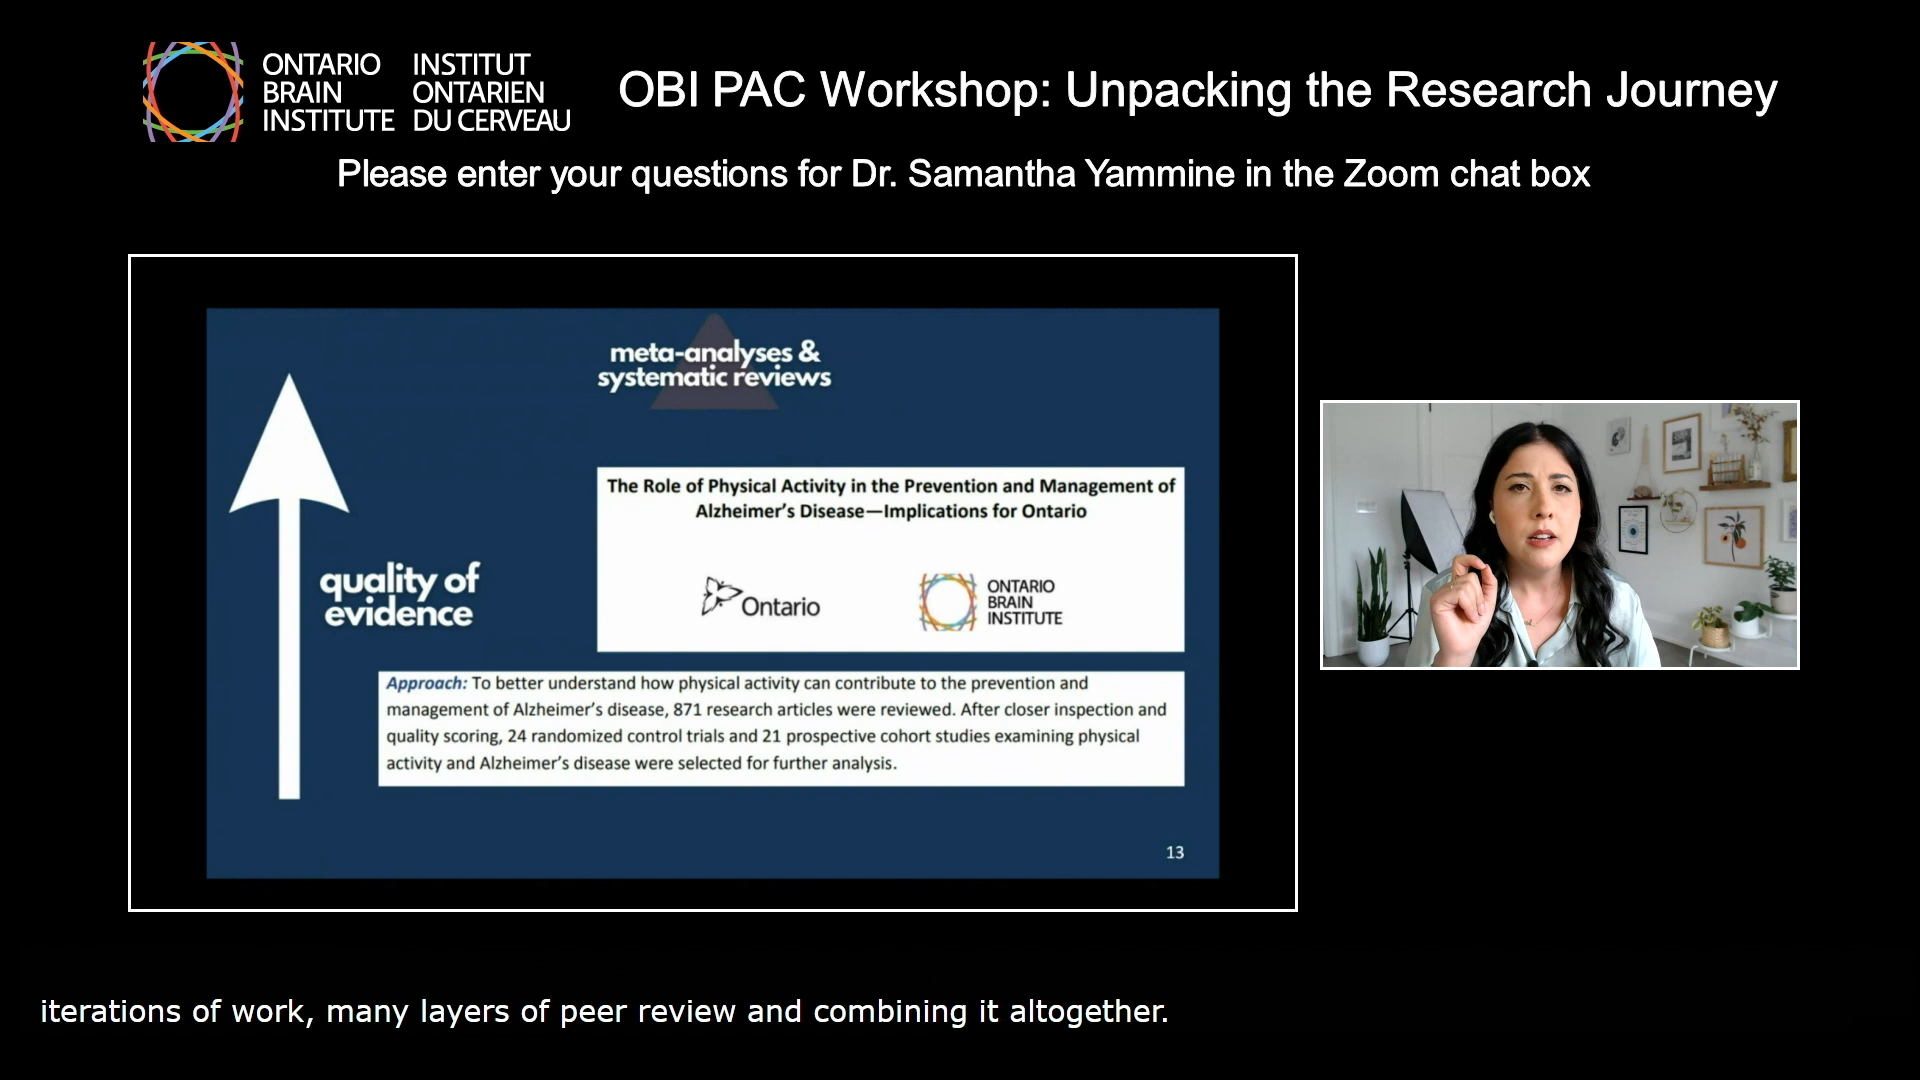 ONTARIO
BRAIN
INSTITUTE
INSTITUT
ONTARIEN
DU CERVEAU
OBI PAC Workshop: Unpacking the Research Journey
Please enter your questions for Dr. Samantha Yammine in the Zoom chat box
meta-analyses &
systematic reviews
quality of
evidence
The Role of Physical Activity in the Prevention and Management of
Alzheimer's Disease—Implications for Ontario
Ontario
ONTARIO
BRAIN
INSTITUTE
Approach: To better understand how physical activity can contribute to the prevention and
management of Alzheimer's disease, 871 research articles were reviewed. After closer inspection and
quality scoring, 24 randomized control trials and 21 prospective cohort studies examining physical
activity and Alzheimer's disease were selected for further analysis.
13
iterations of work, many layers of peer review and combining it altogether.